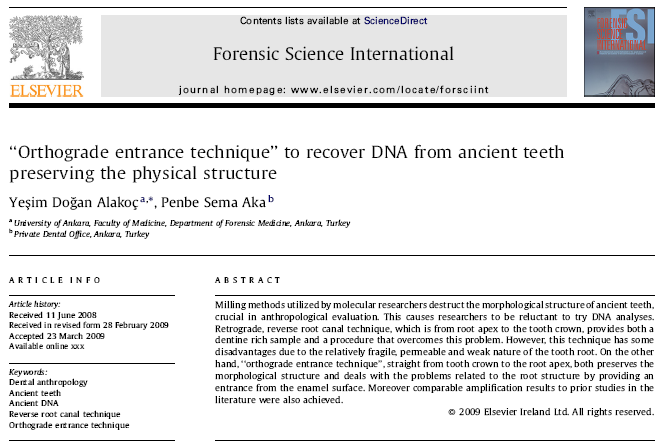 Contents lists available at ScienceDirect
Forensic Science International
journal homepage: www.elsevier.com/locate/forsciint
ELSEVIER
“Orthograde entrance technique” to recover DNA from ancient teeth
preserving the physical structure
Yeşim Doğan Alakoç a,*, Penbe Sema Aka b
a University of Ankara, Faculty of Medicine, Department of Forensic Medicine, Ankara, Turkey
b Private Dental Office, Ankara, Turkey
ARTICLE INFO
Article history:
Received 11 June 2008
Received in revised form 28 February 2009
Accepted 23 March 2009
Available online xxx
Keywords:
Dental anthropology
Ancient teeth
Ancient DNA
Reverse root canal technique
Orthograde entrance technique
ABSTRACT
Milling methods utilized by molecular researchers destruct the morphological structure of ancient teeth,
crucial in anthropological evaluation. This causes researchers to be reluctant to try DNA analyses.
Retrograde, reverse root canal technique, which is from root apex to the tooth crown, provides both a
dentine rich sample and a procedure that overcomes this problem. However, this technique has some
disadvantages due to the relatively fragile, permeable and weak nature of the tooth root. On the other
hand, “orthograde entrance technique”, straight from tooth crown to the root apex, both preserves the
morphological structure and deals with the problems related to the root structure by providing an
entrance from the enamel surface. Moreover comparable amplification results to prior studies in the
literature were also achieved.
© 2009 Elsevier Ireland Ltd. All rights reserved.